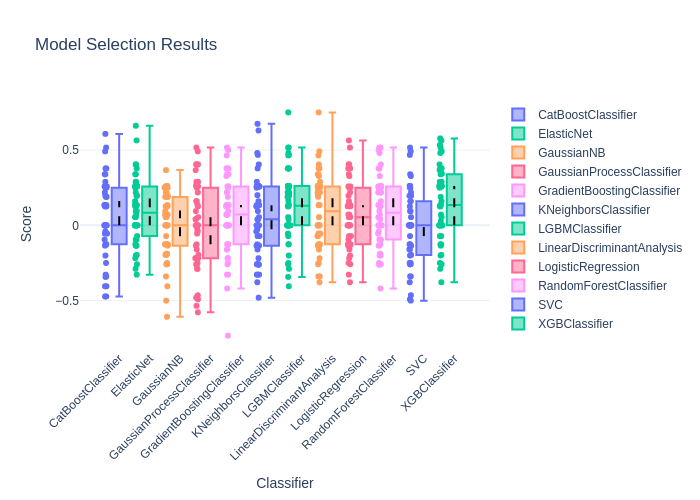 Model Selection Results
Score
0.5
0
−0.5
CatBoostClassifier
ElasticNet
GaussianNB
GaussianProcessClassifier
GradientBoostingClassifier
KNeighborsClassifier
LGBMClassifier
LinearDiscriminantAnalysis
LogisticRegression
RandomForestClassifier
SVC
XGBClassifier
Classifier
CatBoostClassifier
ElasticNet
GaussianNB
GaussianProcessClassifier
GradientBoostingClassifier
KNeighborsClassifier
LGBMClassifier
LinearDiscriminantAnalysis
LogisticRegression
RandomForestClassifier
SVC
XGBClassifier